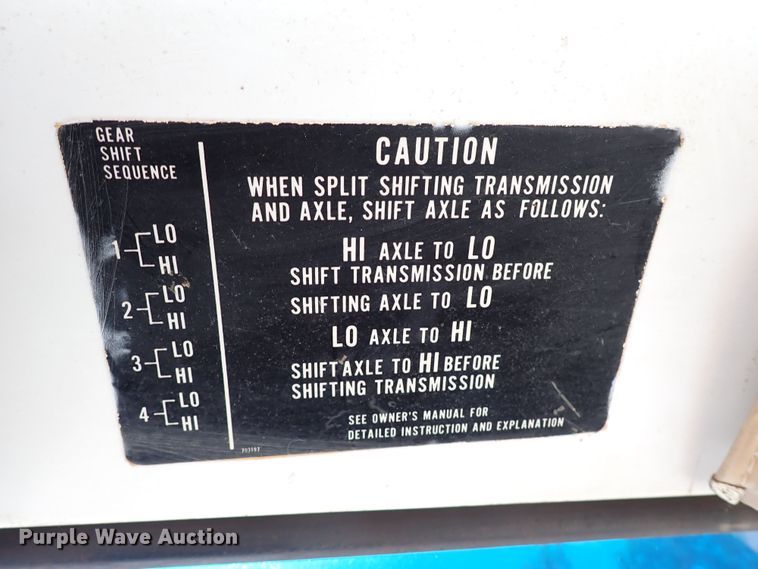 GEAR
SHIFT
SEQUENCE
1 LO
HI
2 LO
HI
3 LO
HI
4 LO
HI
CAUTION
WHEN SPLIT SHIFTING TRANSMISSION
AND AXLE, SHIFT AXLE AS FOLLOWS:
HI AXLE TO LO
SHIFT TRANSMISSION BEFORE
SHIFTING AXLE TO LO
LO AXLE TO HI
SHIFT AXLE TO HI BEFORE
SHIFTING TRANSMISSION
SEE OWNER'S MANUAL FOR
DETAILED INSTRUCTION AND EXPLANATION
Purple Wave Auction